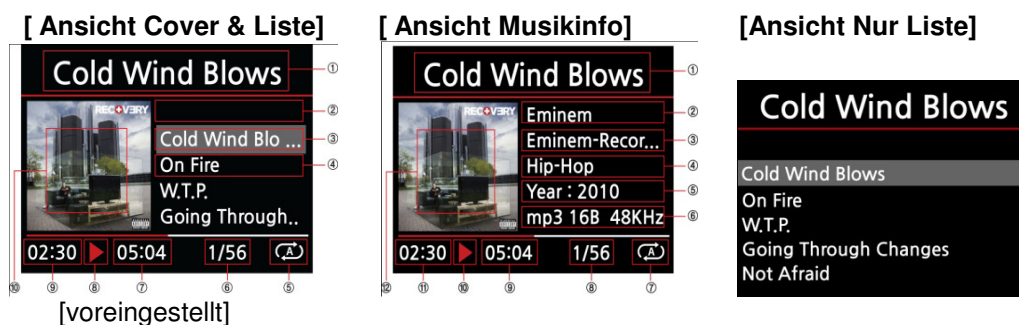 [ Ansicht Cover & Liste]
Cold Wind Blows
①
RECOVERY
②
Cold Wind Blo ...
③
On Fire
④
W.T.P.
Going Through..
02:30
05:04
1/56
A
⑩
⑨
⑧
⑦
⑥
⑤
[voreingestellt]
[ Ansicht Musikinfo]
Cold Wind Blows
①
RECOVERY
Eminem
②
Eminem-Recor...
③
Hip-Hop
④
Year : 2010
⑤
mp3 16B 48KHz
⑥
02:30
05:04
1/56
A
⑫
⑪
⑩
⑨
⑧
⑦
[Ansicht Nur Liste]
Cold Wind Blows
Cold Wind Blows
On Fire
W.T.P.
Going Through Changes
Not Afraid